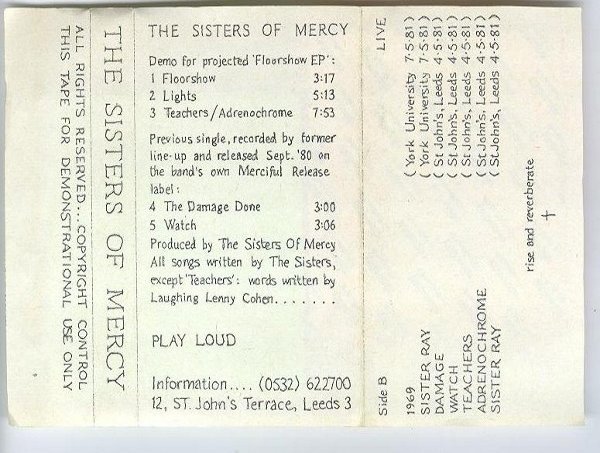 ALL RIGHTS RESERVED... COPYRIGHT CONTROL
THIS TAPE FOR DEMONSTRATIONAL USE ONLY
THE SISTERS OF MERCY
THE SISTERS OF MERCY
Demo for projected 'Floorshow EP':
1 Floorshow 3:17
2 Lights 5:13
3 Teachers/Adrenochrome 7:53
Previous single, recorded by former
line-up and released Sept. '80 on
the band's own Merciful Release
label:
4 The Damage Done 3:00
5 Watch 3:06
Produced by The Sisters Of Mercy
All songs written by The Sisters,
except 'Teachers': words written by
Laughing Lenny Cohen.......
PLAY LOUD
Information.... (0532) 622700
12, ST. John's Terrace, Leeds 3
Side B LIVE
1969 (York University 7·5·81)
SISTER RAY (York University 7·5·81)
DAMAGE (St John's, Leeds 4·5·81)
WATCH (St John's, Leeds 4·5·81)
TEACHERS (St John's, Leeds 4·5·81)
ADRENOCHROME (St John's, Leeds 4·5·81)
SISTER RAY (St John's, Leeds 4·5·81)
rise and reverberate